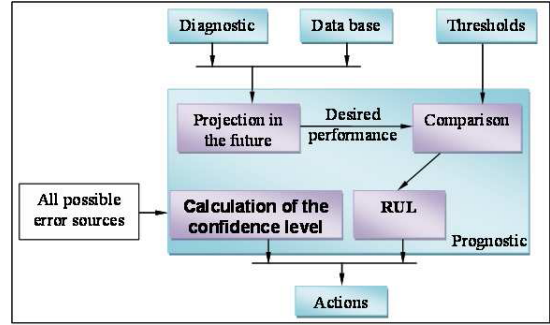 Diagnostic
Data base
Thresholds
Projection in
the future
Desired
performance
Comparison
All possible
error sources
Calculation of the
confidence level
RUL
Prognostic
Actions